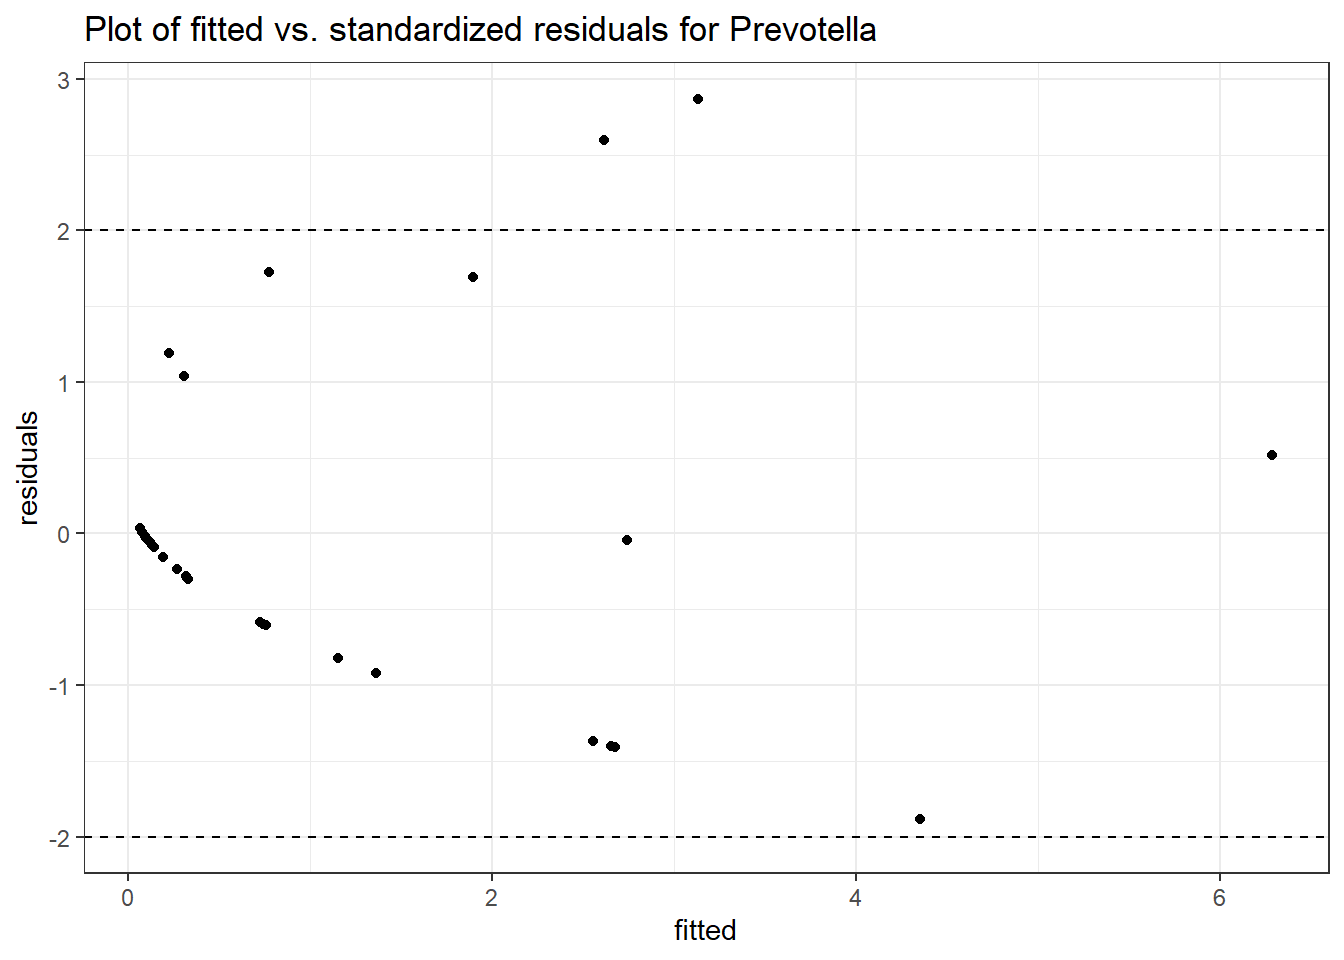 Plot of fitted vs. standardized residuals for Prevotella
3
2
1
0
-1
-2
residuals
0 2 4 6
fitted